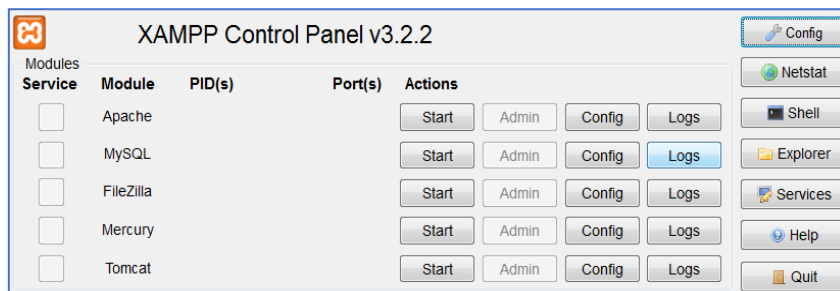 XAMPP Control Panel v3.2.2
Modules
Service Module PID(s) Port(s) Actions
Apache Start Admin Config Logs
MySQL Start Admin Config Logs
FileZilla Start Admin Config Logs
Mercury Start Admin Config Logs
Tomcat Start Admin Config Logs
Config
Netstat
Shell
Explorer
Services
Help
Quit